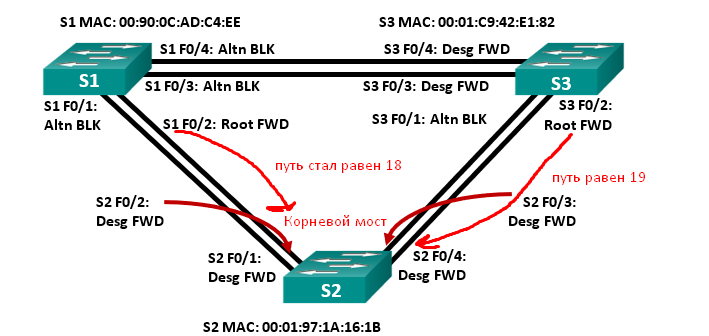 S1 MAC: 00:90:0C:AD:C4:EE
S3 MAC: 00:01:C9:42:E1:82
S1 F0/4: Altn BLK
S3 F0/4: Desg FWD
S1
S1 F0/3: Altn BLK
S3 F0/3: Desg FWD
S3
S1 F0/1:
Altn BLK
S1 F0/2: Root FWD
S3 F0/1: Altn BLK
S3 F0/2:
Root FWD
путь стал равен 18
путь равен 19
S2 F0/2:
Desg FWD
Корневой мост
S2 F0/3:
Desg FWD
S2 F0/1:
Desg FWD
S2
S2 F0/4:
Desg FWD
S2 MAC: 00:01:97:1A:16:1B